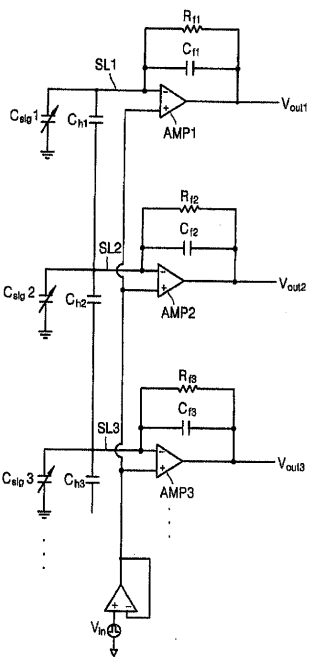 Rf1
Cf1
SL1
Csig 1
Ch1
AMP1
Vout1
Rf2
Cf2
SL2
Csig 2
Ch2
AMP2
Vout2
Rf3
Cf3
SL3
Csig 3
Ch3
AMP3
Vout3
Vin